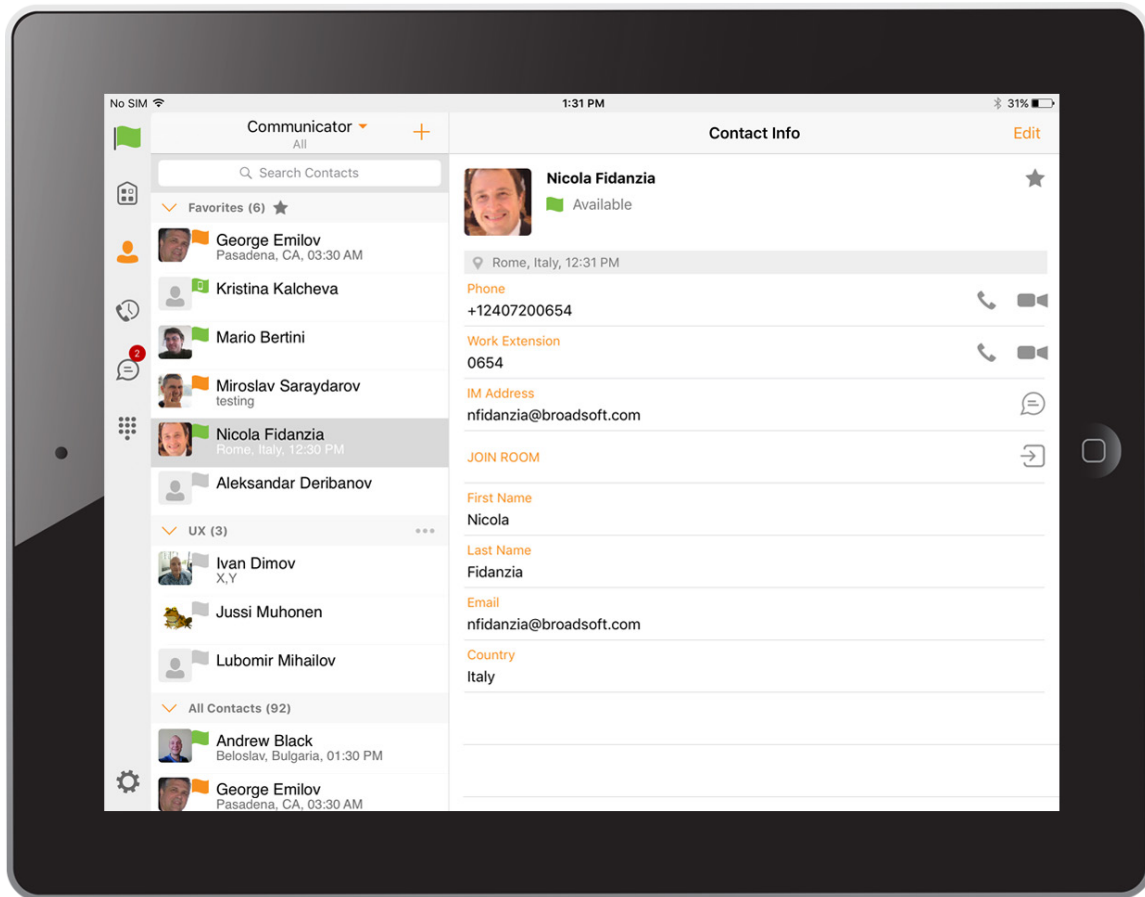 No SIM
1:31 PM
31%
Communicator
All
+
Search Contacts
Favorites (6)
George Emilov
Pasadena, CA, 03:30 AM
Kristina Kalcheva
Mario Bertini
Miroslav Saraydarov
testing
Nicola Fidanzia
Rome, Italy, 12:30 PM
Aleksandar Deribanov
UX (3)
Ivan Dimov
X,Y
Jussi Muhonen
Lubomir Mihailov
All Contacts (92)
Andrew Black
Beloslav, Bulgaria, 01:30 PM
George Emilov
Pasadena, CA, 03:30 AM
2
Contact Info
Edit
Nicola Fidanzia
Available
Rome, Italy, 12:31 PM
Phone
+12407200654
Work Extension
0654
IM Address
nfidanzia@broadsoft.com
JOIN ROOM
First Name
Nicola
Last Name
Fidanzia
Email
nfidanzia@broadsoft.com
Country
Italy